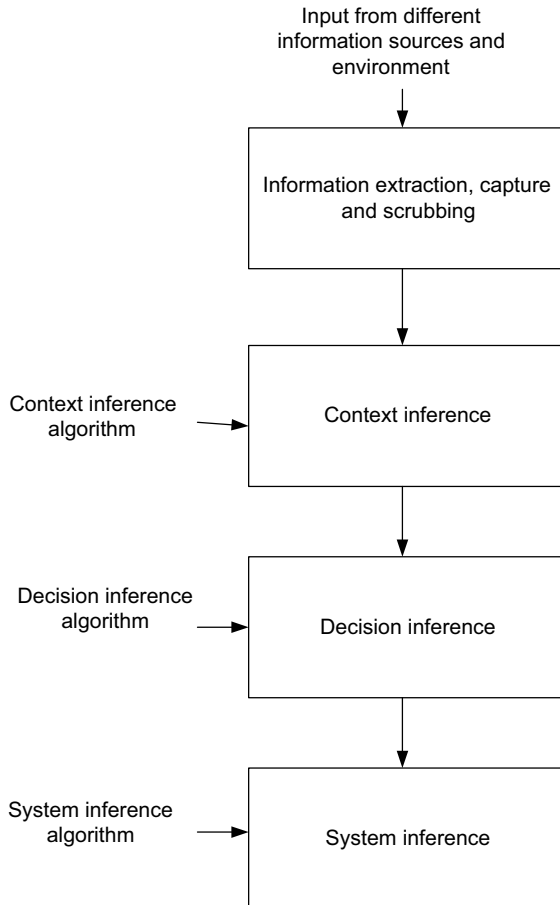 Input from different
information sources and
environment
Information extraction, capture
and scrubbing
Context inference
algorithm
Context inference
Decision inference
algorithm
Decision inference
System inference
algorithm
System inference